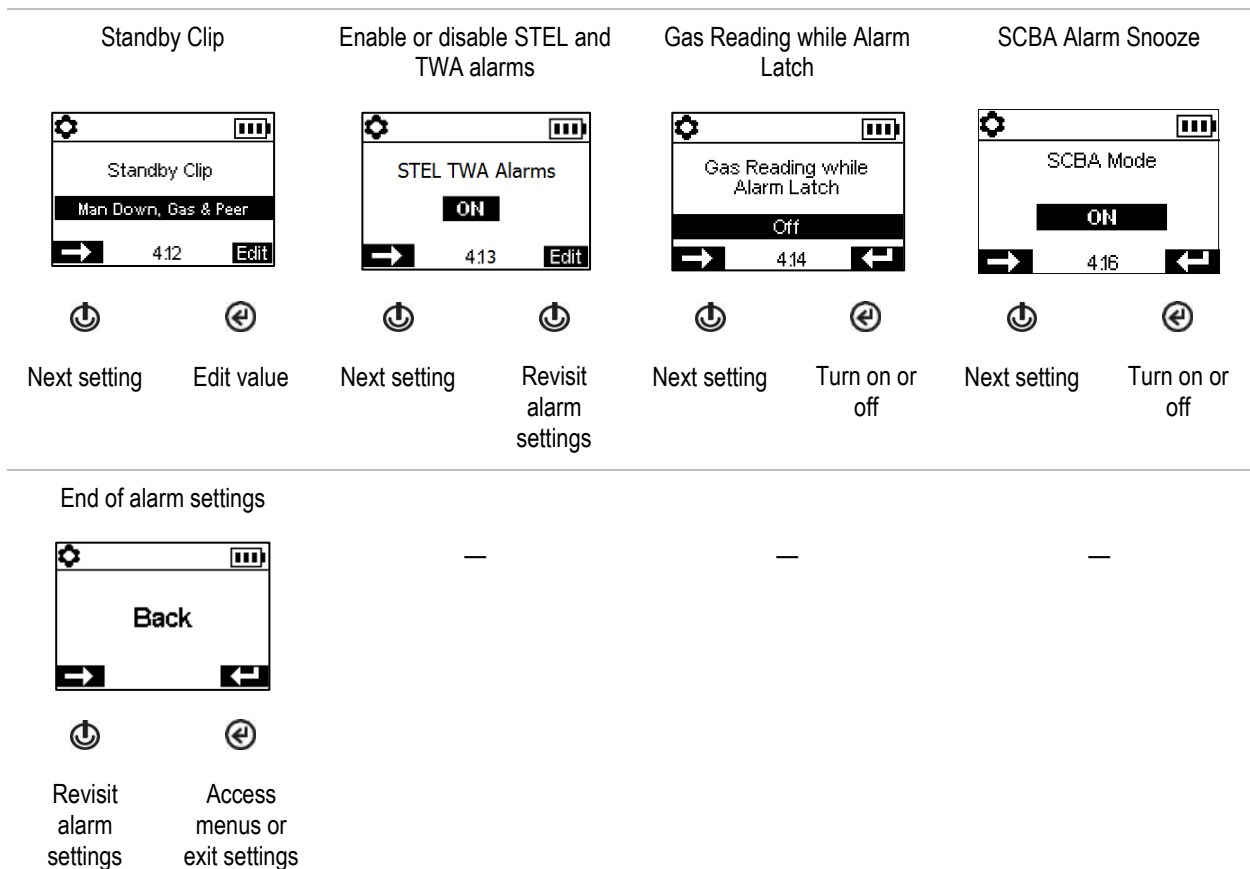 Standby Clip
Enable or disable STEL and
TWA alarms
Gas Reading while Alarm
Latch
SCBA Alarm Snooze
Standby Clip
Man Down, Gas & Peer
4.12
Edit
STEL TWA Alarms
ON
4.13
Edit
Gas Reading while
Alarm Latch
Off
4.14
SCBA Mode
ON
4.16
Next setting
Edit value
Next setting
Revisit
alarm
settings
Next setting
Turn on or
off
Next setting
Turn on or
off
End of alarm settings
—
—
—
Back
Revisit
alarm
settings
Access
menus or
exit settings